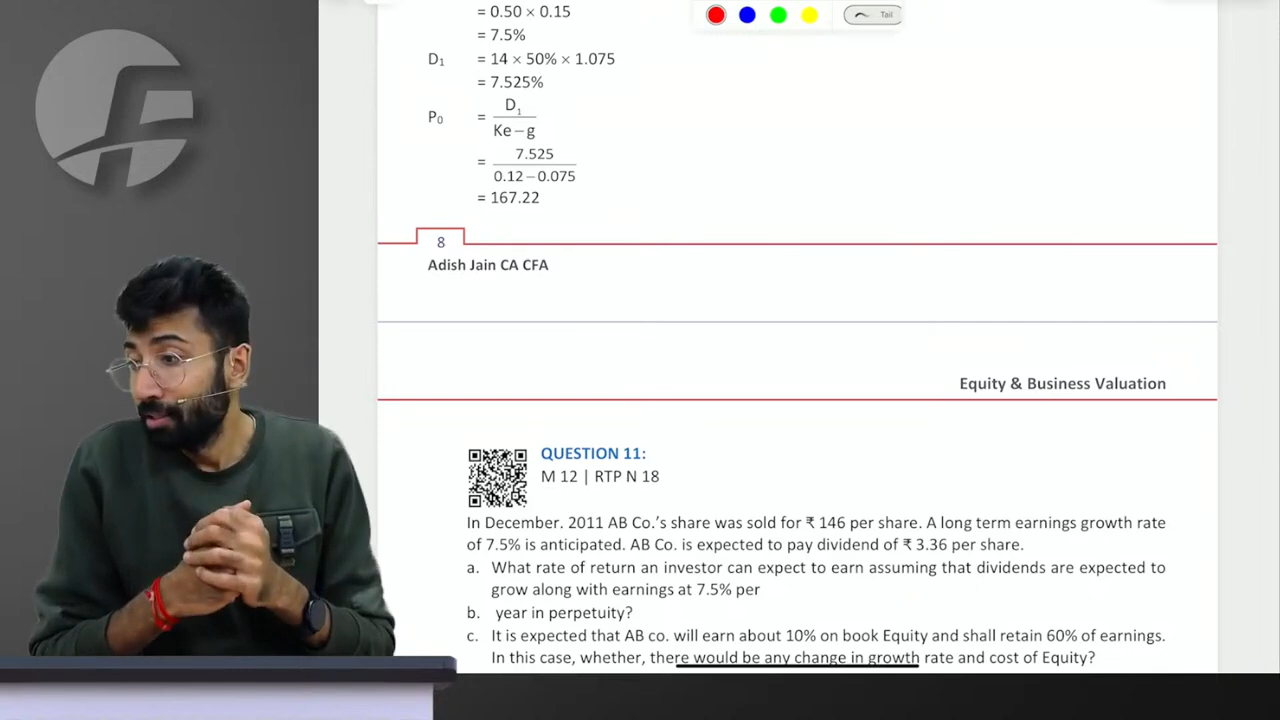 = 0.50 × 0.15
= 7.5%
D₁ = 14 × 50% × 1.075
= 7.525%
P₀ = D₁
Ke – g
= 7.525
0.12 – 0.075
= 167.22
8
Adish Jain CA CFA
Equity & Business Valuation
QUESTION 11:
M 12 | RTP N 18
In December. 2011 AB Co.'s share was sold for ₹ 146 per share. A long term earnings growth rate
of 7.5% is anticipated. AB Co. is expected to pay dividend of ₹ 3.36 per share.
a. What rate of return an investor can expect to earn assuming that dividends are expected to
grow along with earnings at 7.5% per
b. year in perpetuity?
c. It is expected that AB co. will earn about 10% on book Equity and shall retain 60% of earnings.
In this case, whether, there would be any change in growth rate and cost of Equity?
Tail